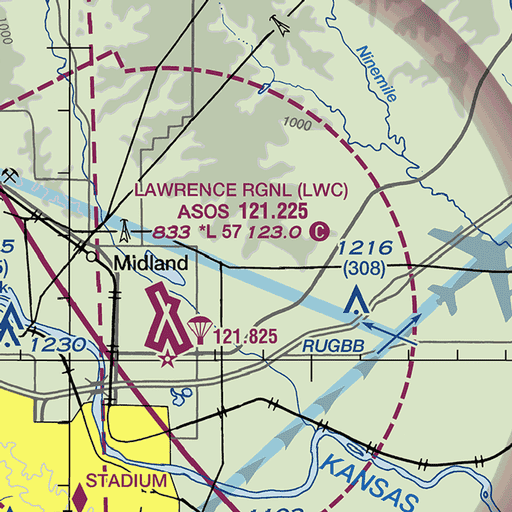 1000
Ninemile
1000
LAWRENCE RGNL (LWC)
ASOS 121.225
833 *L 57 123.0 C
1216
(308)
Midland
1230
121.825
RUGBB
KANSAS
STADIUM